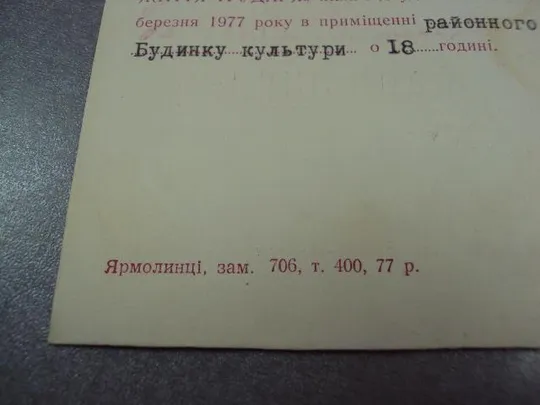 березня 1977 року в приміщенні районного
Будинку культури о 18 годині.
Ярмолинці, зам. 706, т. 400, 77 р.